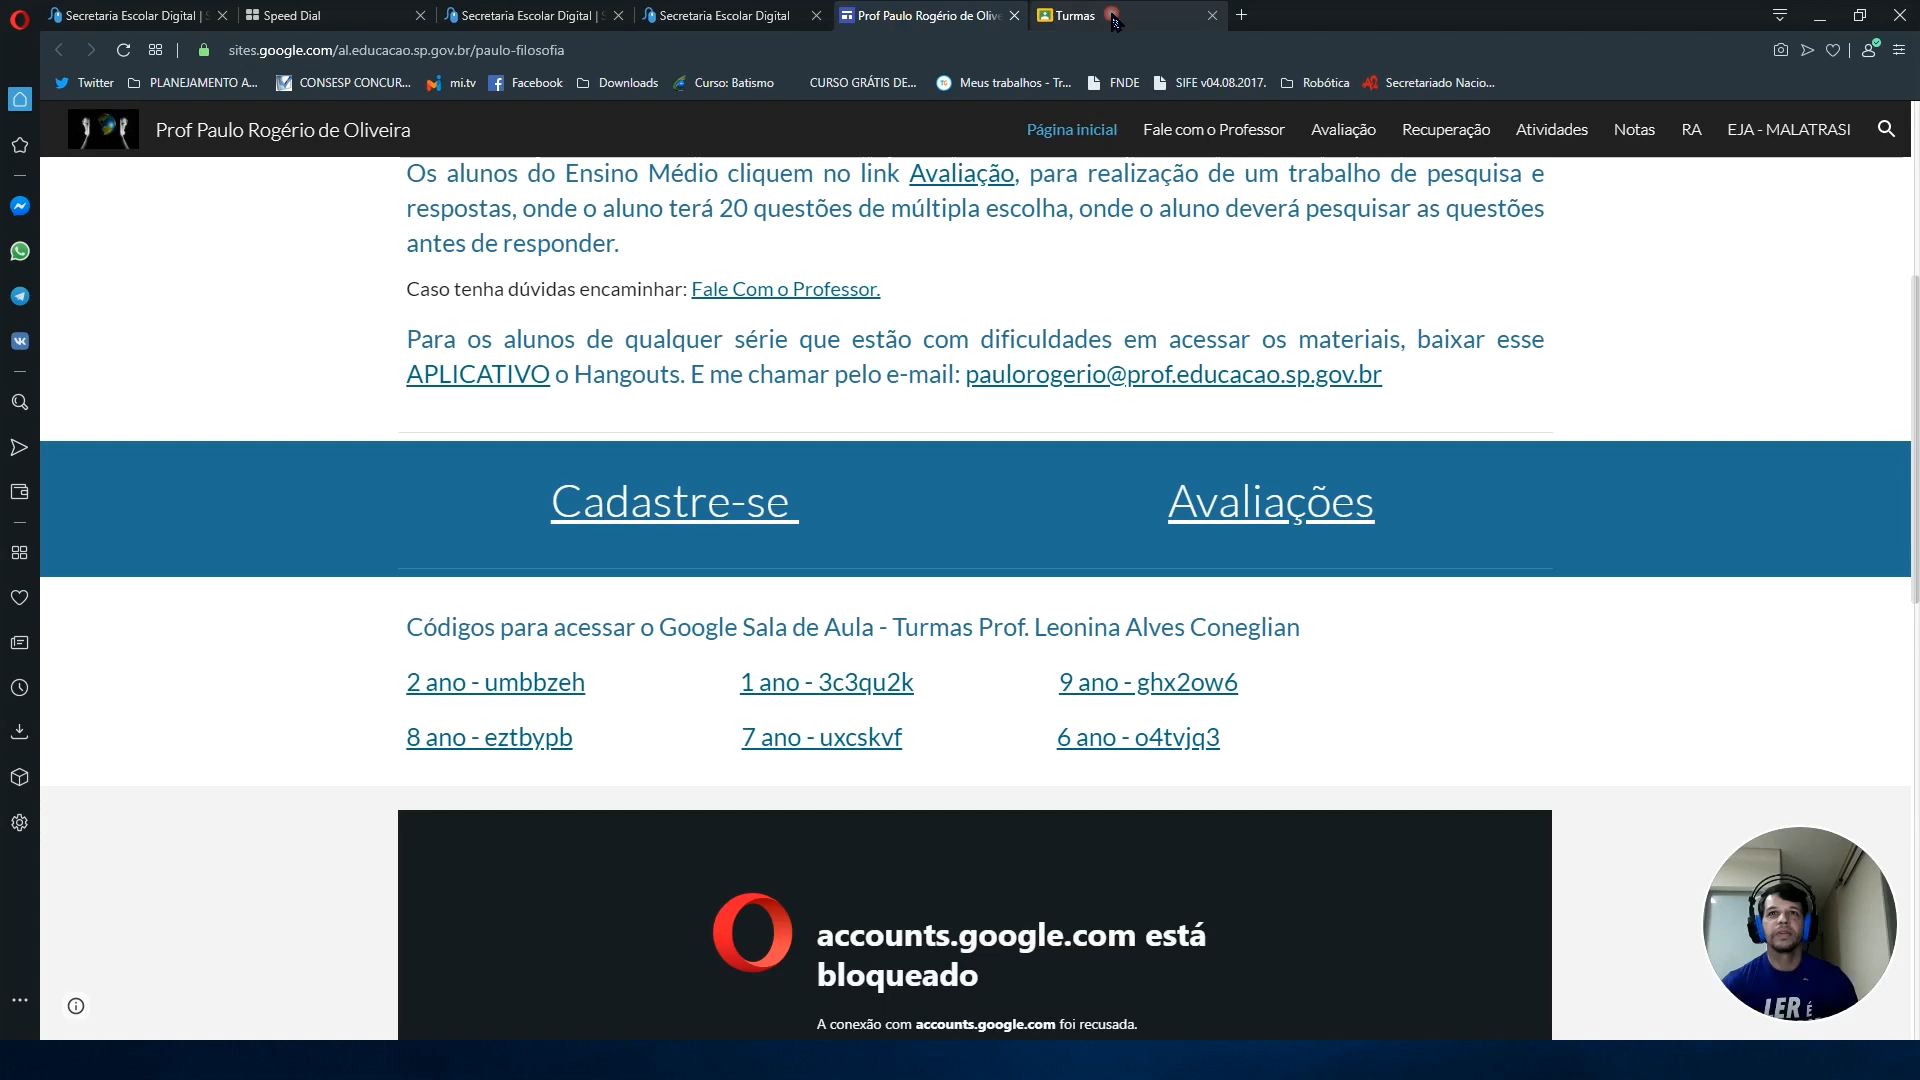 Secretaria Escolar Digital | S
Speed Dial
Secretaria Escolar Digital | S
Secretaria Escolar Digital
Prof Paulo Rogério de Olive
Turmas
sites.google.com/al.educacao.sp.gov.br/paulo-filosofia
Twitter
PLANEJAMENTO A...
CONSESP CONCUR...
mi.tv
Facebook
Downloads
Curso: Batismo
CURSO GRÁTIS DE...
Meus trabalhos - Tr...
FNDE
SIFE v04.08.2017.
Robótica
Secretariado Nacio...
Prof Paulo Rogério de Oliveira
Página inicial
Fale com o Professor
Avaliação
Recuperação
Atividades
Notas
RA
EJA - MALATRASI
Os alunos do Ensino Médio cliquem no link Avaliação, para realização de um trabalho de pesquisa e
respostas, onde o aluno terá 20 questões de múltipla escolha, onde o aluno deverá pesquisar as questões
antes de responder.
Caso tenha dúvidas encaminhar: Fale Com o Professor.
Para os alunos de qualquer série que estão com dificuldades em acessar os materiais, baixar esse
APLICATIVO o Hangouts. E me chamar pelo e-mail: paulorogerio@prof.educacao.sp.gov.br
Cadastre-se
Avaliações
Códigos para acessar o Google Sala de Aula - Turmas Prof. Leonina Alves Coneglian
2 ano - umbbzeh
1 ano - 3c3qu2k
9 ano - ghx2ow6
8 ano - eztbypb
7 ano - uxcskvf
6 ano - o4tvjq3
accounts.google.com está
bloqueado
A conexão com accounts.google.com foi recusada.
LER É